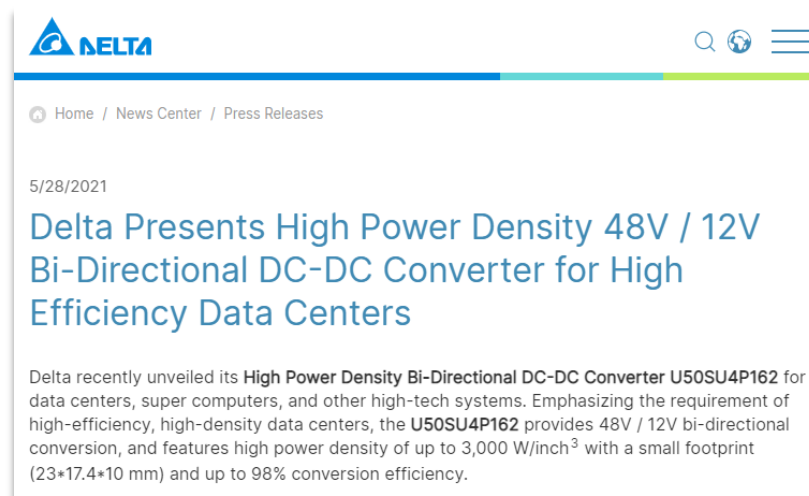 DELTA
Home / News Center / Press Releases
5/28/2021
Delta Presents High Power Density 48V / 12V
Bi-Directional DC-DC Converter for High
Efficiency Data Centers
Delta recently unveiled its High Power Density Bi-Directional DC-DC Converter U50SU4P162 for
data centers, super computers, and other high-tech systems. Emphasizing the requirement of
high-efficiency, high-density data centers, the U50SU4P162 provides 48V / 12V bi-directional
conversion, and features high power density of up to 3,000 W/inch³ with a small footprint
(23*17.4*10 mm) and up to 98% conversion efficiency.